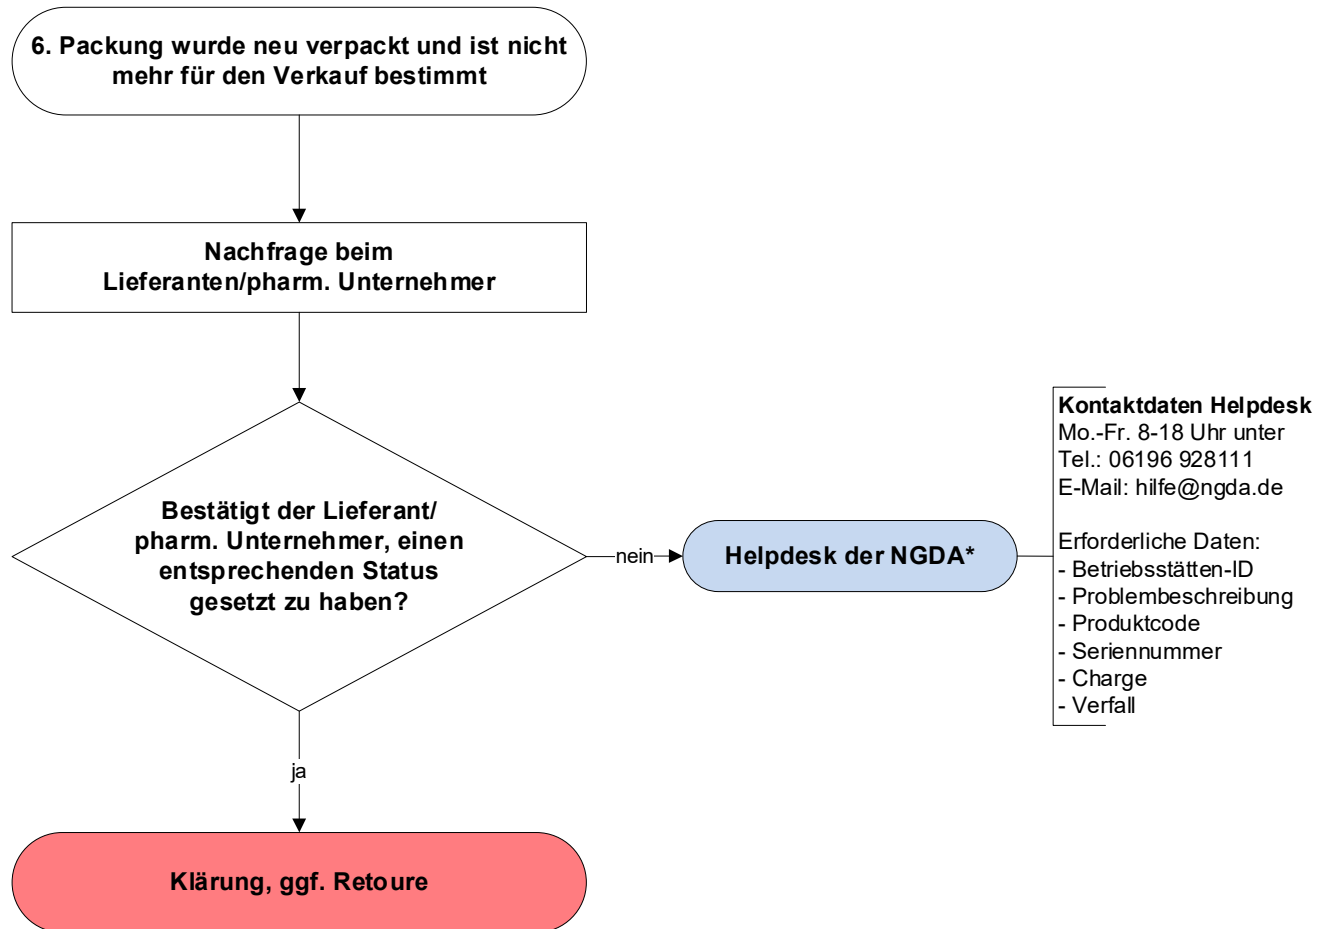 6. Packung wurde neu verpackt und ist nicht
mehr für den Verkauf bestimmt
Nachfrage beim
Lieferanten/pharm. Unternehmer
Bestätigt der Lieferant/
pharm. Unternehmer, einen
entsprechenden Status
gesetzt zu haben?
nein
Helpdesk der NGDA*
Kontaktdaten Helpdesk
Mo.-Fr. 8-18 Uhr unter
Tel.: 06196 928111
E-Mail: hilfe@ngda.de
Erforderliche Daten:
- Betriebsstätten-ID
- Problembeschreibung
- Produktcode
- Seriennummer
- Charge
- Verfall
ja
Klärung, ggf. Retoure